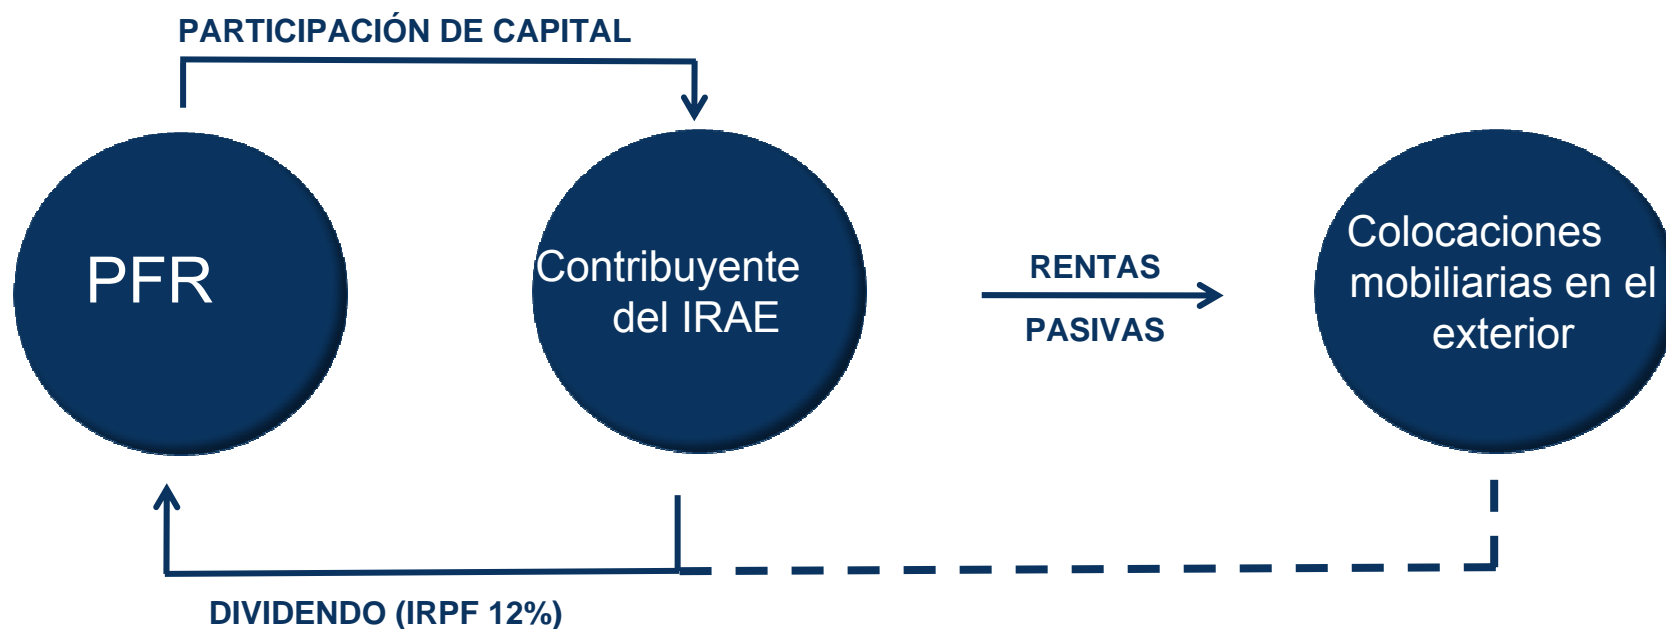 PARTICIPACIÓN DE CAPITAL
PFR
Contribuyente
del IRAE
RENTAS
PASIVAS
Colocaciones
mobiliarias en el
exterior
DIVIDENDO (IRPF 12%)